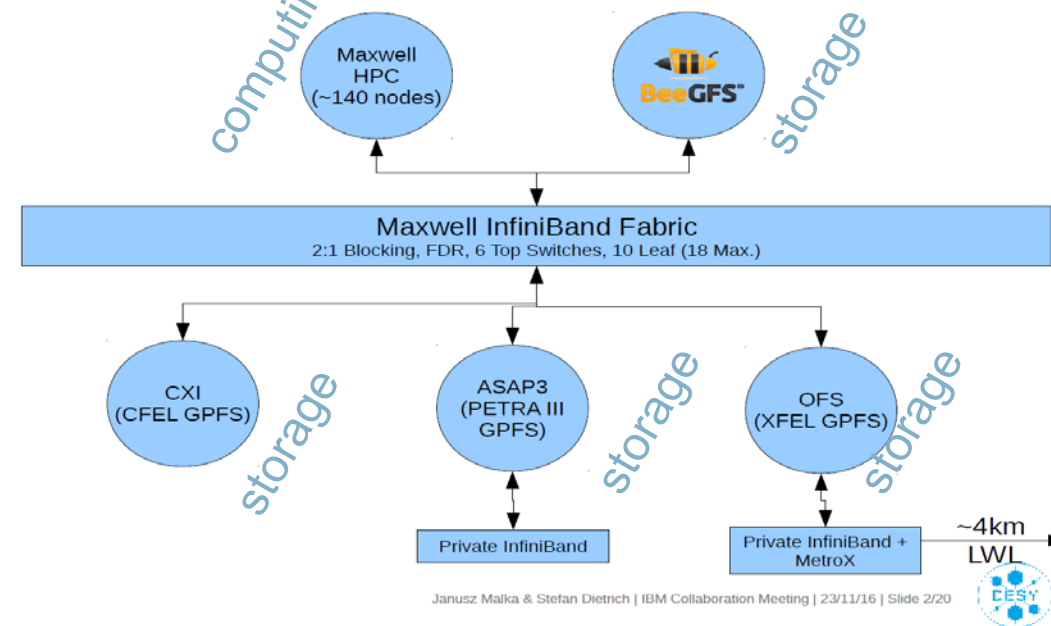 computin
Maxwell
HPC
(~140 nodes)
BeeGFS
storage
Maxwell InfiniBand Fabric
2:1 Blocking, FDR, 6 Top Switches, 10 Leaf (18 Max.)
CXI
(CFEL GPFS)
storage
ASAP3
(PETRA III
GPFS)
storage
OFS
(XFEL GPFS)
storage
Private InfiniBand
Private InfiniBand +
MetroX
~4km
LWL
Janusz Malka & Stefan Dietrich | IBM Collaboration Meeting | 23/11/16 | Slide 2/20